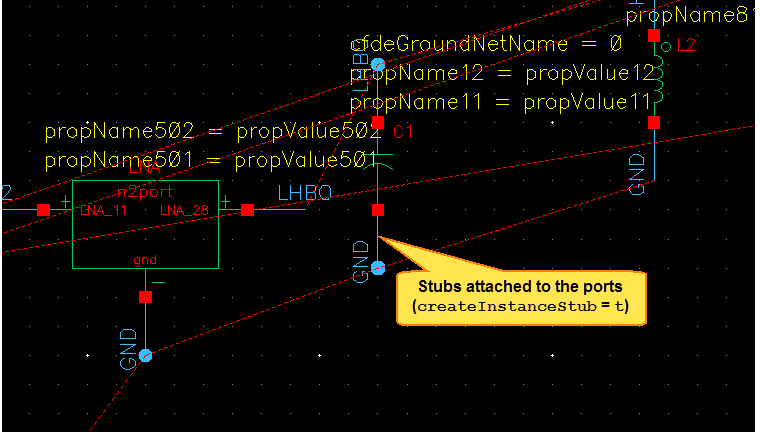 propName81
cfdeGroundNetName = 0
L2
LHBO
propName12 = propValue12
propName11 = propValue11
propName502 = propValue502
C1
propName501 = propValue501
LNA
GND
2
n2port
LHBO
LNA_11
LNA_28
gnd
GND
GND
Stubs attached to the ports
(createInstanceStub = t)